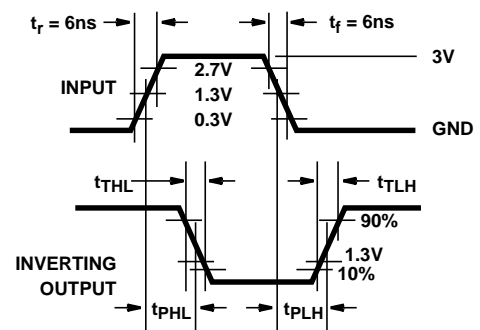 tr = 6ns
tf = 6ns
3V
INPUT
2.7V
1.3V
0.3V
GND
tTHL
tTLH
90%
INVERTING
OUTPUT
1.3V
10%
tPHL
tPLH